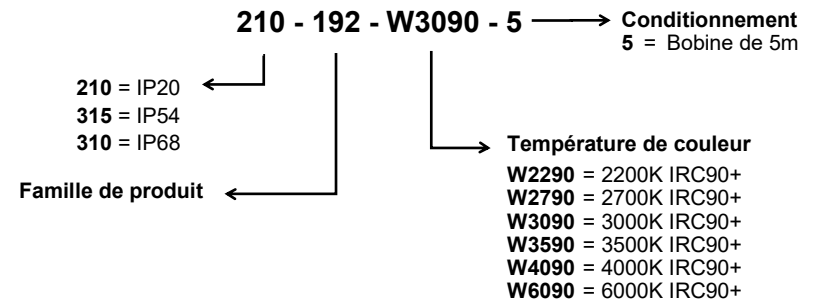 210 - 192 - W3090 - 5
Conditionnement
5 = Bobine de 5m
210 = IP20
315 = IP54
310 = IP68
Famille de produit
Température de couleur
W2290 = 2200K IRC90+
W2790 = 2700K IRC90+
W3090 = 3000K IRC90+
W3590 = 3500K IRC90+
W4090 = 4000K IRC90+
W6090 = 6000K IRC90+